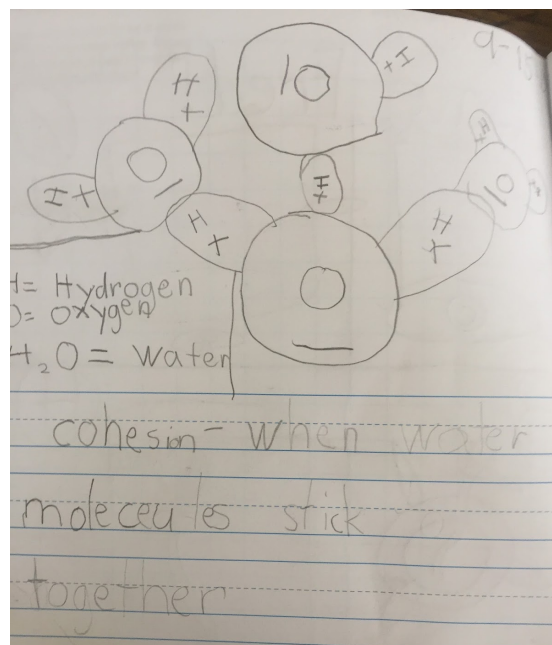 9-15
H +
O -
H +
- O
H +
H +
H +
O -
H +
H +
- O
H= Hydrogen
O= Oxygen
H₂O = Water
cohesion- when water
moleceules stick
together